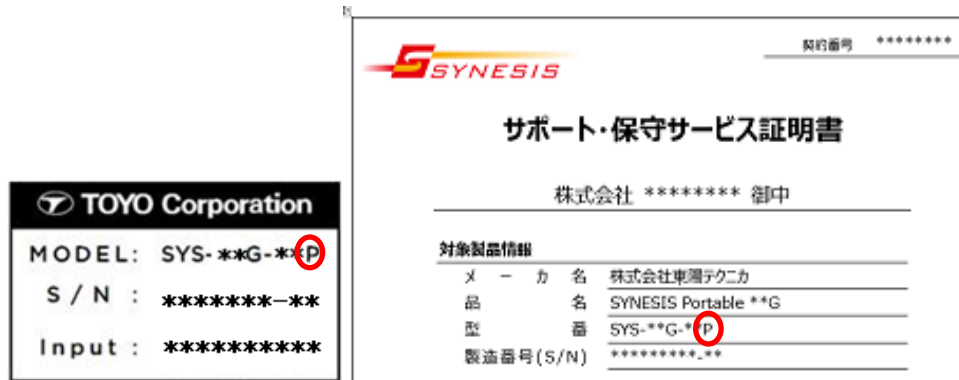 TOYO Corporation
MODEL: SYS-**G-**P
S/N : *******-**
Input : **********
SYNESIS
契約番号 ********
サポート・保守サービス証明書
株式会社 ******** 御中
対象製品情報
メーカ名 株式会社東陽テクニカ
品名 SYNESIS Portable **G
型番 SYS-**G-**P
製造番号(S/N) *********-**